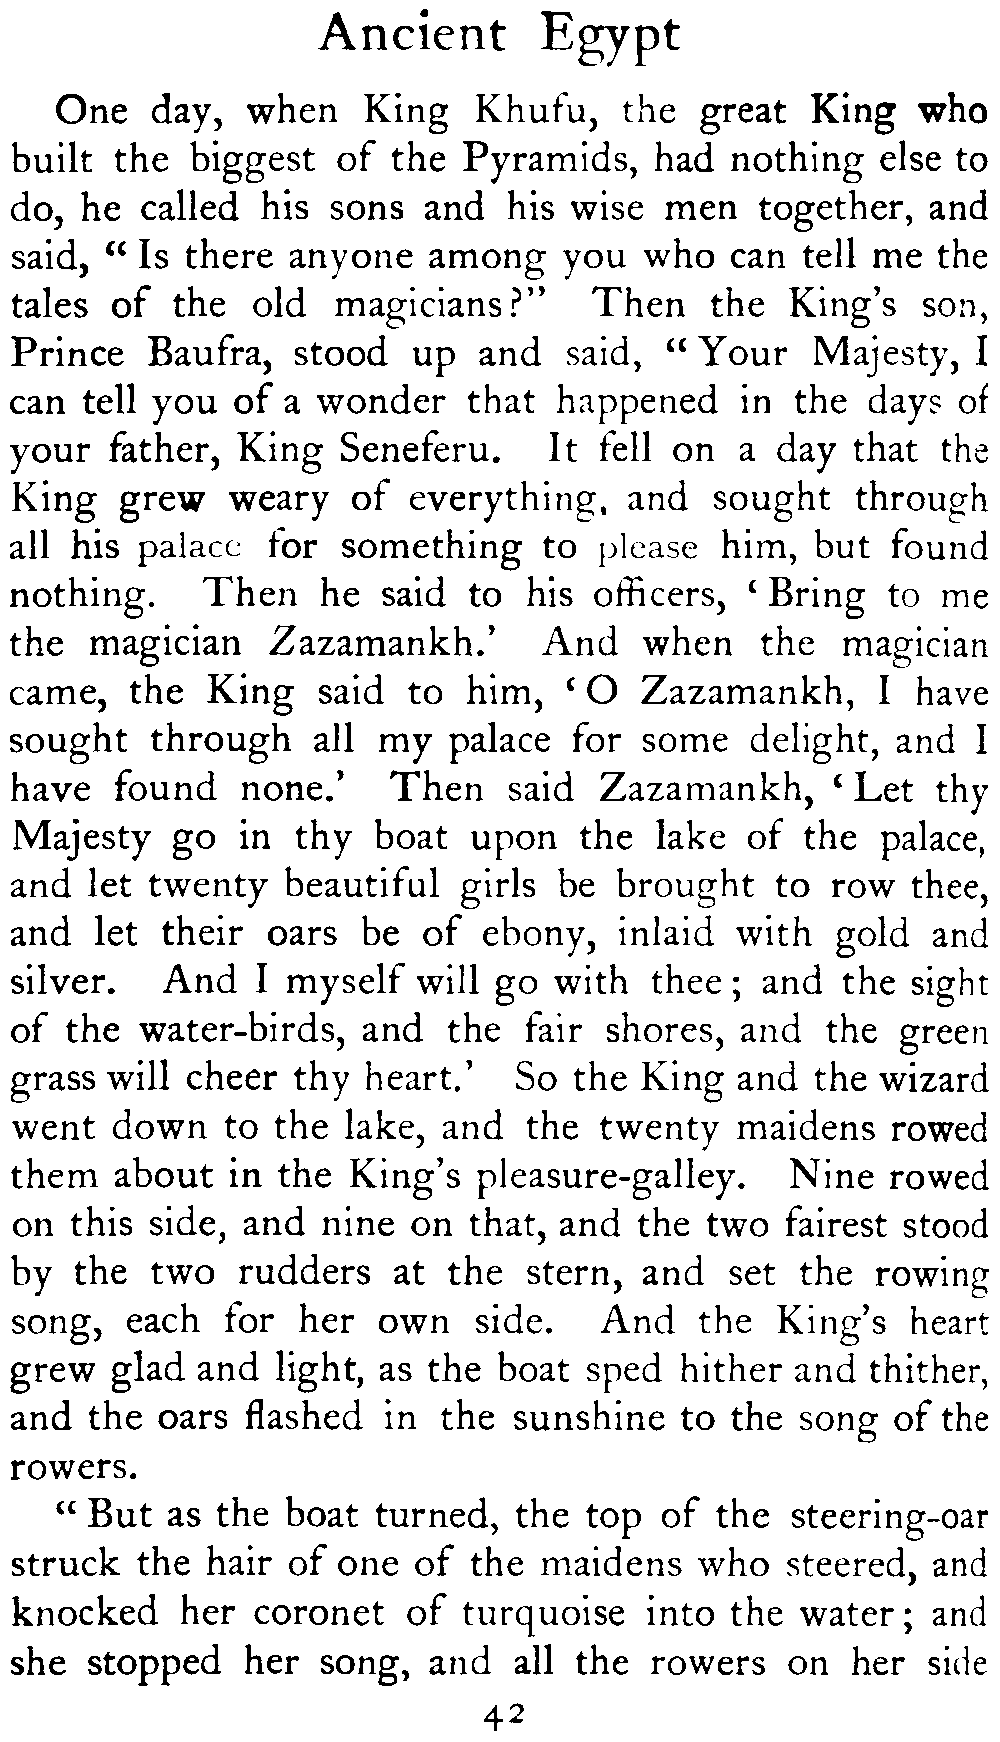 Ancient Egypt
One day, when King Khufu, the great King who
built the biggest of the Pyramids, had nothing else to
do, he called his sons and his wise men together, and
said, “ Is there anyone among you who can tell me the
tales of the old magicians?” Then the King’s son,
Prince Baufra, stood up and said, “ Your Majesty, I
can tell you of a wonder that happened in the days of
your father, King Seneferu. It fell on a day that the
King grew weary of everything, and sought through
all his palace for something to please him, but found
nothing. Then he said to his officers, ‘ Bring to me
the magician Zazamankh.’ And when the magician
came, the King said to him, ‘ O Zazamankh, I have
sought through all my palace for some delight, and I
have found none.’ Then said Zazamankh, ‘ Let thy
Majesty go in thy boat upon the lake of the palace,
and let twenty beautiful girls be brought to row thee,
and let their oars be of ebony, inlaid with gold and
silver. And I myself will go with thee ; and the sight
of the water-birds, and the fair shores, and the green
grass will cheer thy heart.’ So the King and the wizard
went down to the lake, and the twenty maidens rowed
them about in the King’s pleasure-galley. Nine rowed
on this side, and nine on that, and the two fairest stood
by the two rudders at the stern, and set the rowing
song, each for her own side. And the King’s heart
grew glad and light, as the boat sped hither and thither,
and the oars flashed in the sunshine to the song of the
rowers.
“ But as the boat turned, the top of the steering-oar
struck the hair of one of the maidens who steered, and
knocked her coronet of turquoise into the water ; and
she stopped her song, and all the rowers on her side
42